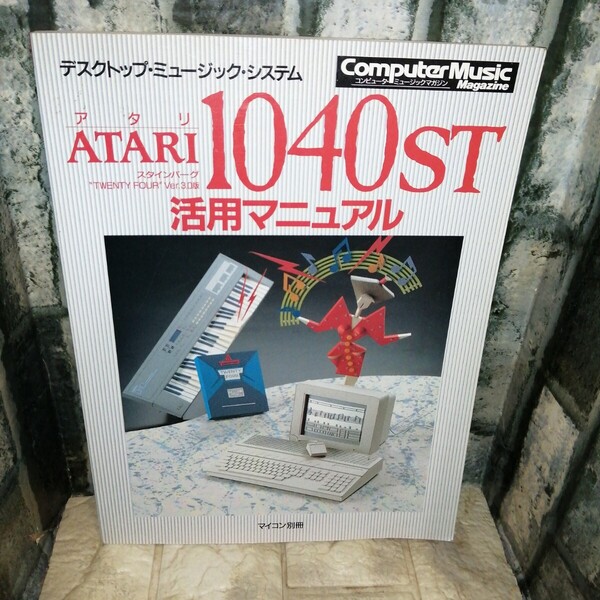 デスクトップ・ミュージック・システム
ComputerMusic
コンピュータ・ミュージックマガジン
Magazine
アタリ
ATARI 1040ST
スタインバーグ
"TWENTY FOUR" Ver 3.0版
活用マニュアル
マイコン別冊